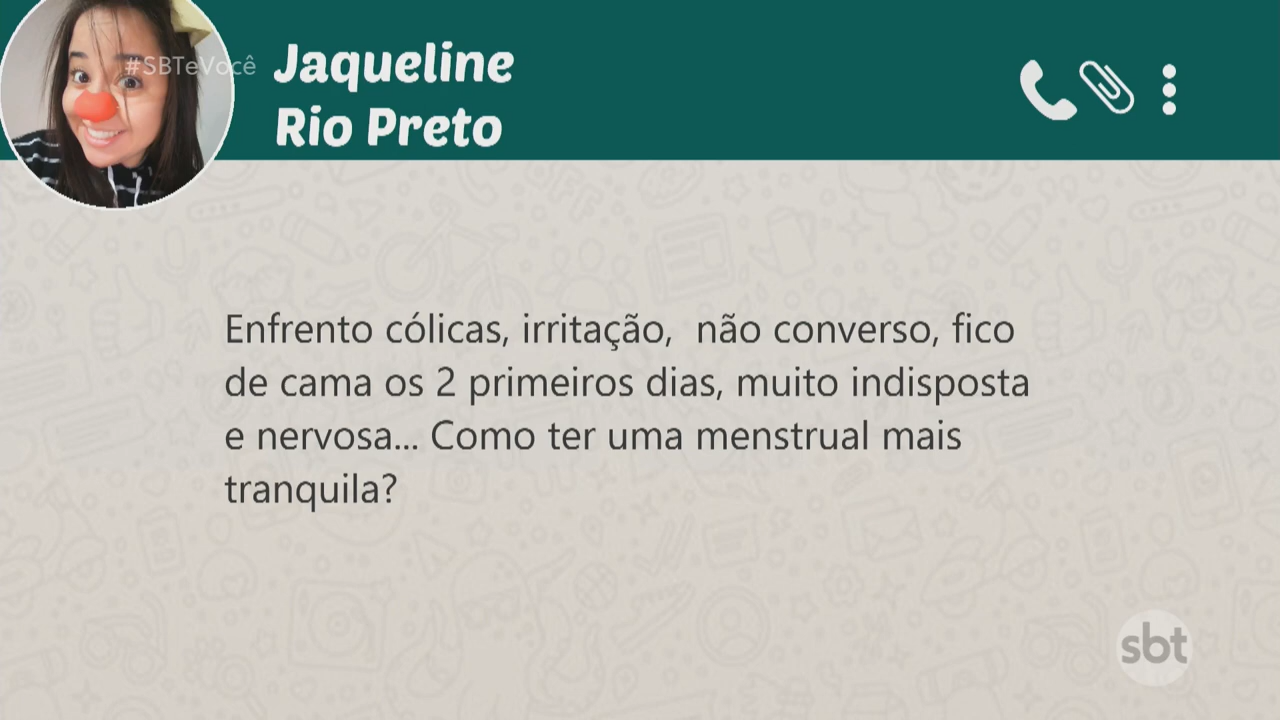 #SBTeVocê
Jaqueline
Rio Preto
Enfrento cólicas, irritação,  não converso, fico
de cama os 2 primeiros dias, muito indisposta
e nervosa... Como ter uma menstrual mais
tranquila?
sbt